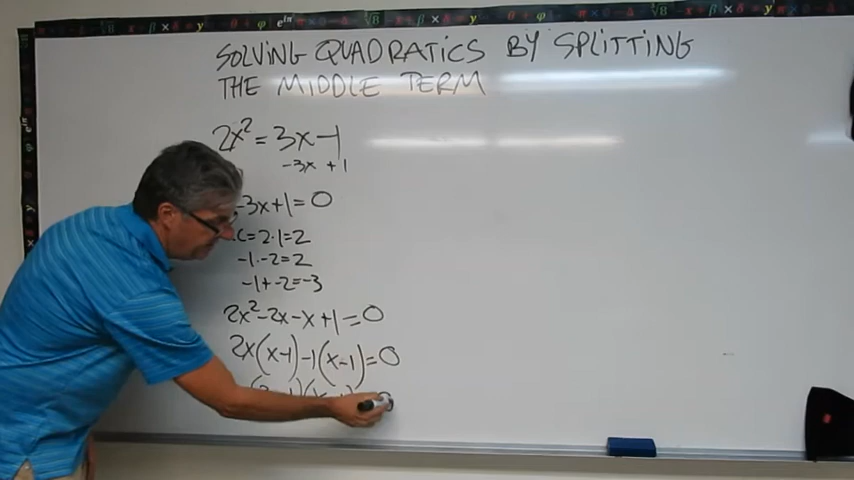 SOLVING QUADRATICS BY SPLITTING
THE MIDDLE TERM
2x² = 3x - 1
-3x + 1
-3x + 1 = 0
C = 2·1 = 2
-1·-2 = 2
-1 + -2 = -3
2x² - 2x - x + 1 = 0
2x(x-1) - 1(x-1) = 0